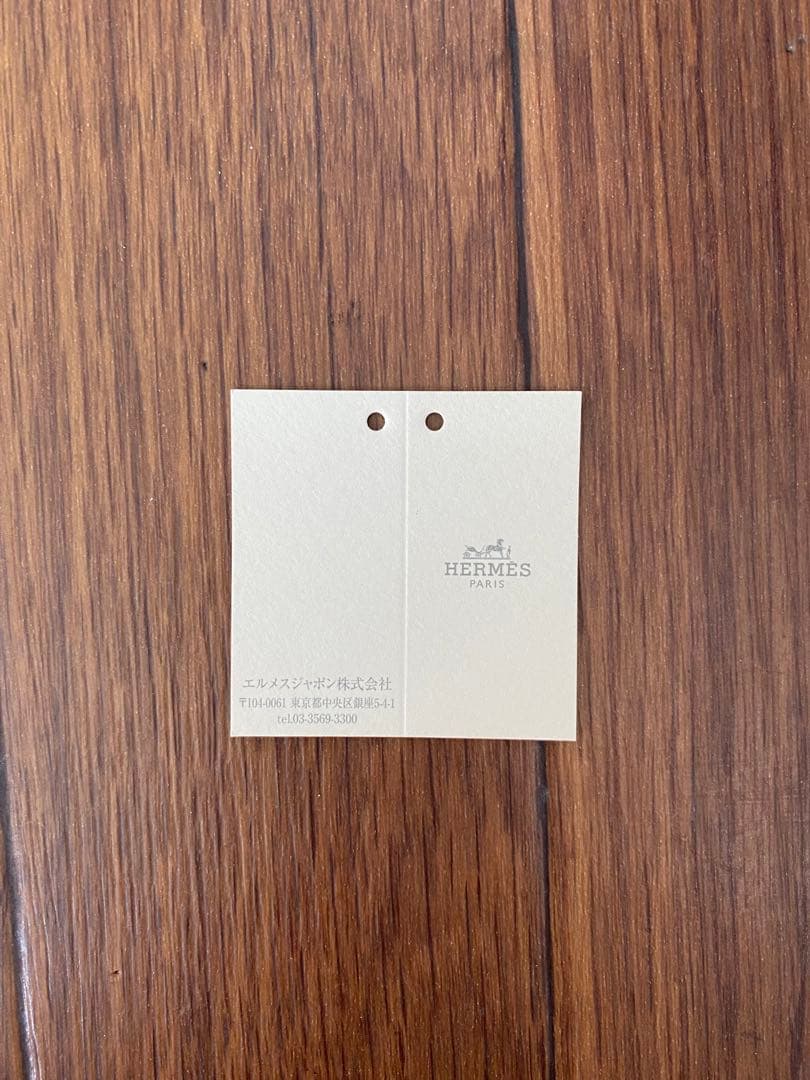 エルメスジャポン株式会社
〒104-0061 東京都中央区銀座5-4-1
tel.03-3569-3300
HERMÈS
PARIS